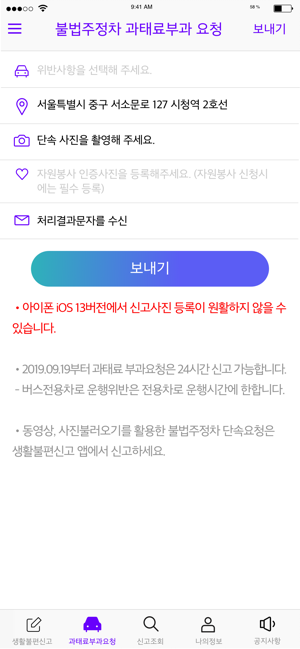 9:41 AM
58 %
불법주정차 과태료부과 요청
보내기
위반사항을 선택해 주세요.
서울특별시 중구 서소문로 127 시청역 2호선
단속 사진을 촬영해 주세요.
자원봉사 인증사진을 등록해주세요. (자원봉사 신청시
에는 필수 등록)
처리결과문자를 수신
보내기
• 아이폰 iOS 13버전에서 신고사진 등록이 원활하지 않을 수
있습니다.
• 2019.09.19부터 과태료 부과요청은 24시간 신고 가능합니다.
- 버스전용차로 운행위반은 전용차로 운행시간에 한합니다.
• 동영상, 사진불러오기를 활용한 불법주정차 단속요청은
생활불편신고 앱에서 신고하세요.
생활불편신고
과태료부과요청
신고조회
나의정보
공지사항